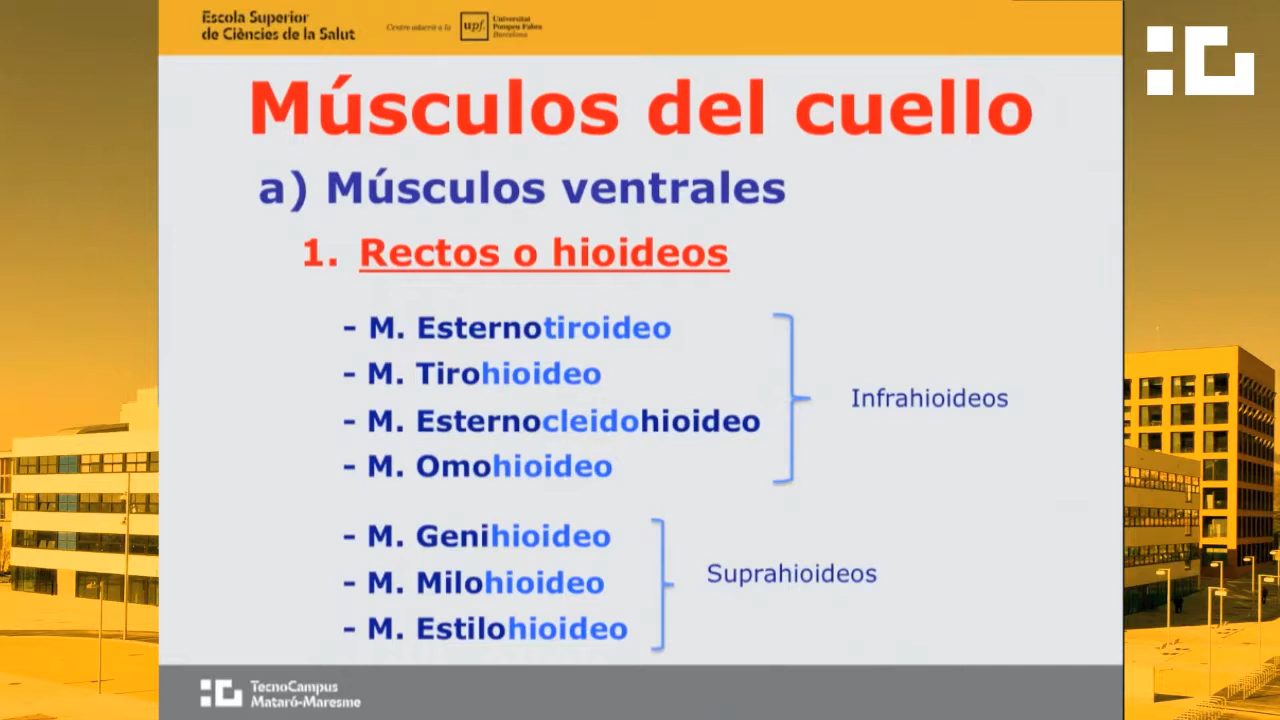 Escola Superior
de Ciències de la Salut
Centre adscrit a la
upf.
Universitat
Pompeu Fabra
Barcelona
Músculos del cuello
a) Músculos ventrales
1. Rectos o hioideos
- M. Esternotiroideo
- M. Tirohioideo
- M. Esternocleidohioideo
- M. Omohioideo
Infrahioideos
- M. Genihioideo
- M. Milohioideo
- M. Estilohioideo
Suprahioideos
TecnoCampus
Mataró-Maresme